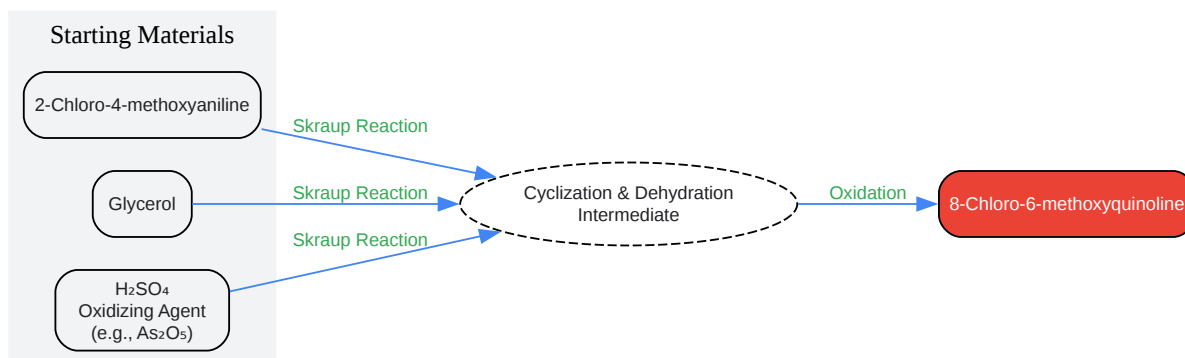 Starting Materials
2-Chloro-4-methoxyaniline
Skraup Reaction
Glycerol
Skraup Reaction
H₂SO₄
Oxidizing Agent
(e.g., As₂O₅)
Skraup Reaction
Cyclization & Dehydration
Intermediate
Oxidation
8-Chloro-6-methoxyquinoline